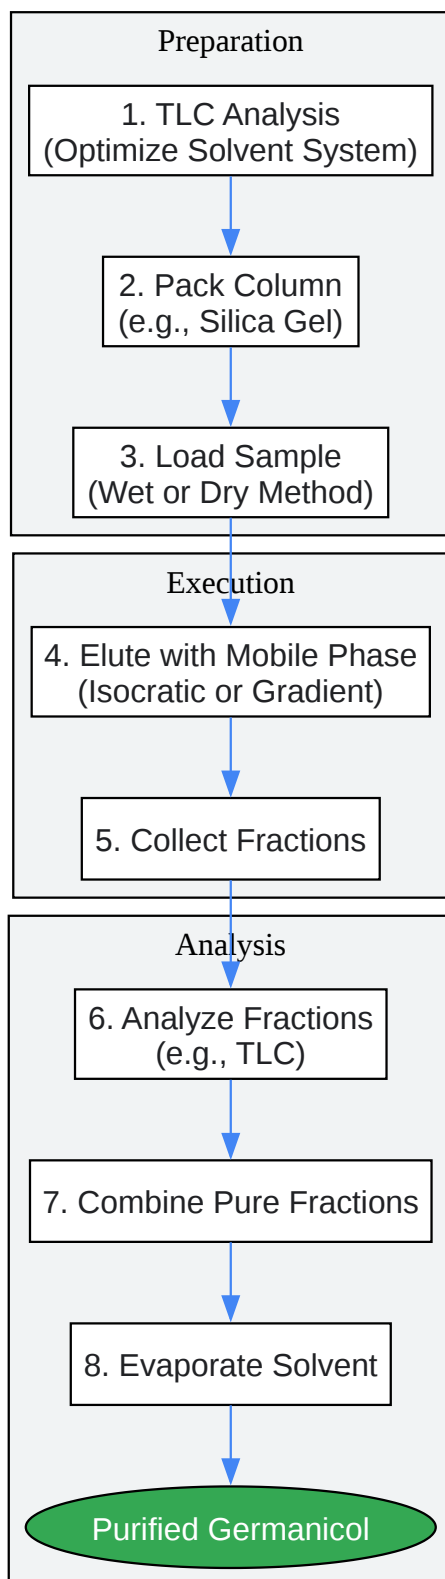 Preparation
1. TLC Analysis
(Optimize Solvent System)
2. Pack Column
(e.g., Silica Gel)
3. Load Sample
(Wet or Dry Method)
Execution
4. Elute with Mobile Phase
(Isocratic or Gradient)
5. Collect Fractions
Analysis
6. Analyze Fractions
(e.g., TLC)
7. Combine Pure Fractions
8. Evaporate Solvent
Purified Germanicol